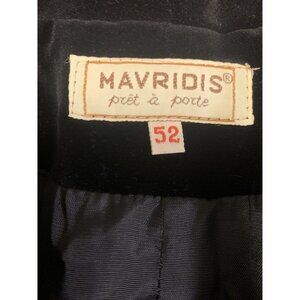 MAVRIDIS®
prêt à porte
52